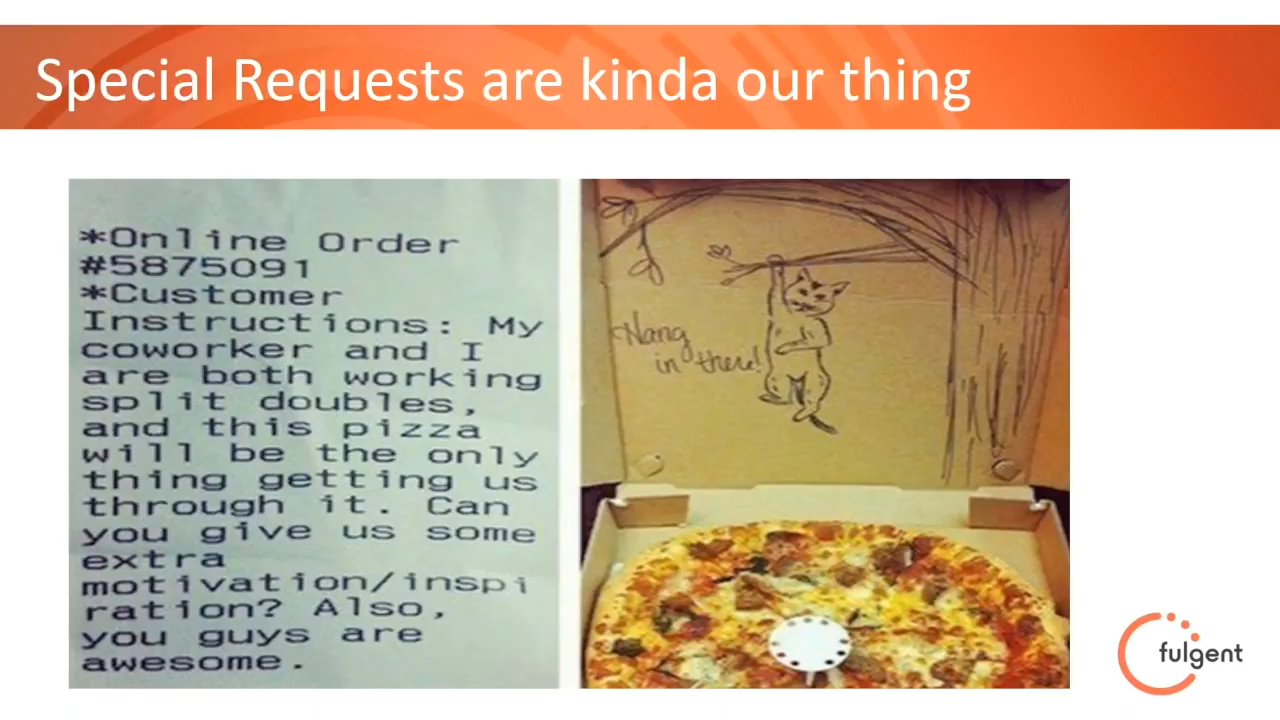 Special Requests are kinda our thing
*Online Order
#5875091
*Customer
Instructions: My
coworker and I
are both working
split doubles,
and this pizza
will be the only
thing getting us
through it. Can
you give us some
extra
motivation/inspi
ration? Also,
you guys are
awesome.
Hang
in there!
fulgent